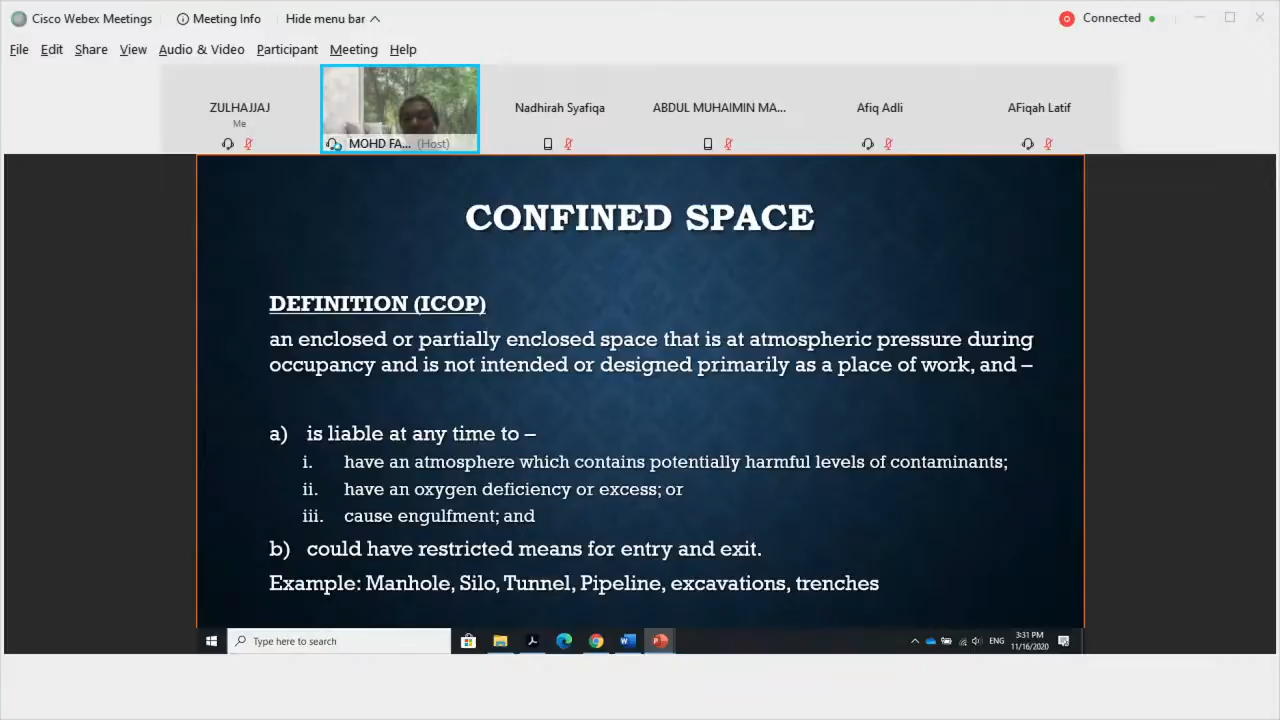 Cisco Webex Meetings Meeting Info Hide menu bar Connected
File Edit Share View Audio & Video Participant Meeting Help
ZULHAJJAJ
Me
MOHD FA... (Host)
Nadhirah Syafiqa
ABDUL MUHAIMIN MA...
Afiq Adli
AFiqah Latif
CONFINED SPACE
DEFINITION (ICOP)
an enclosed or partially enclosed space that is at atmospheric pressure during
occupancy and is not intended or designed primarily as a place of work, and –
a) is liable at any time to –
i. have an atmosphere which contains potentially harmful levels of contaminants;
ii. have an oxygen deficiency or excess; or
iii. cause engulfment; and
b) could have restricted means for entry and exit.
Example: Manhole, Silo, Tunnel, Pipeline, excavations, trenches
Type here to search
ENG
3:31 PM
11/16/2020